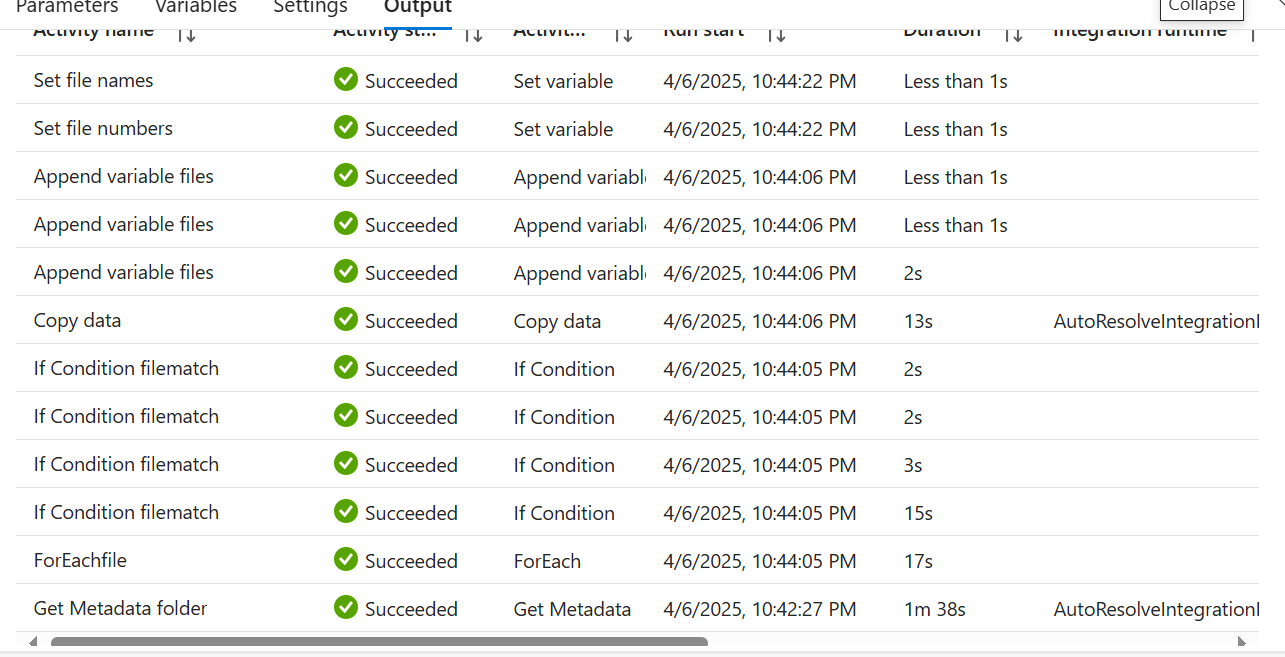 Parameters Variables Settings Output Collapse
Activity name Activity st... Activit... Run start Duration Integration runtime
Set file names Succeeded Set variable 4/6/2025, 10:44:22 PM Less than 1s
Set file numbers Succeeded Set variable 4/6/2025, 10:44:22 PM Less than 1s
Append variable files Succeeded Append variabl 4/6/2025, 10:44:06 PM Less than 1s
Append variable files Succeeded Append variabl 4/6/2025, 10:44:06 PM Less than 1s
Append variable files Succeeded Append variabl 4/6/2025, 10:44:06 PM 2s
Copy data Succeeded Copy data 4/6/2025, 10:44:06 PM 13s AutoResolveIntegration
If Condition filematch Succeeded If Condition 4/6/2025, 10:44:05 PM 2s
If Condition filematch Succeeded If Condition 4/6/2025, 10:44:05 PM 2s
If Condition filematch Succeeded If Condition 4/6/2025, 10:44:05 PM 3s
If Condition filematch Succeeded If Condition 4/6/2025, 10:44:05 PM 15s
ForEachfile Succeeded ForEach 4/6/2025, 10:44:05 PM 17s
Get Metadata folder Succeeded Get Metadata 4/6/2025, 10:42:27 PM 1m 38s AutoResolveIntegration